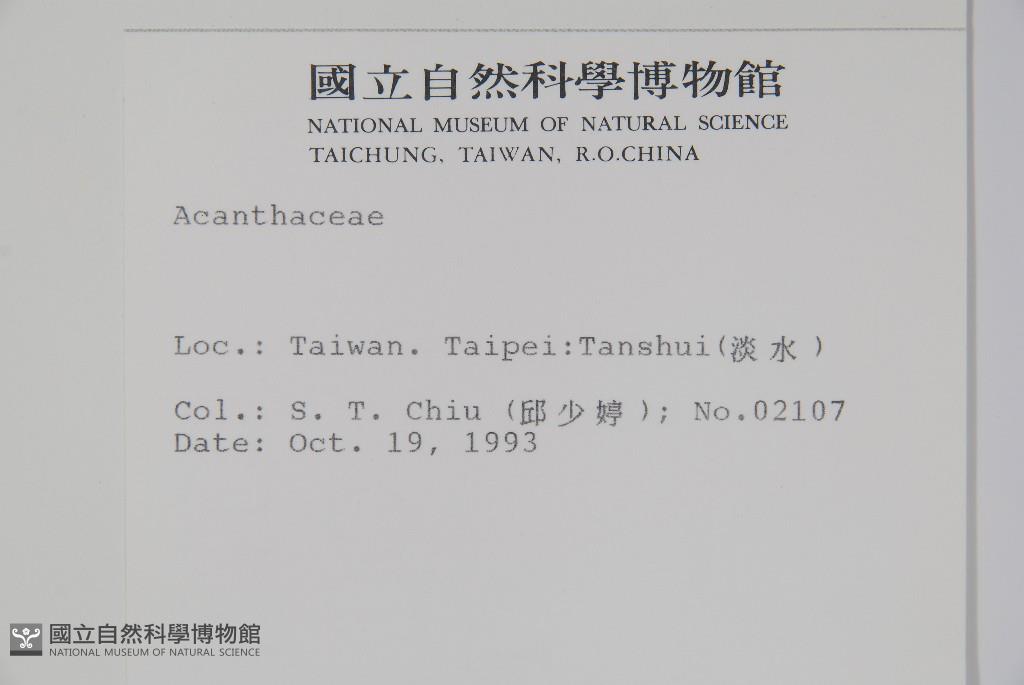 國立自然科學博物館
NATIONAL MUSEUM OF NATURAL SCIENCE
TAICHUNG, TAIWAN, R.O.CHINA
Acanthaceae
Loc.: Taiwan. Taipei:Tanshui(淡水)
Col.: S. T. Chiu (邱少婷); No.02107
Date: Oct. 19, 1993
國立自然科學博物館
NATIONAL MUSEUM OF NATURAL SCIENCE